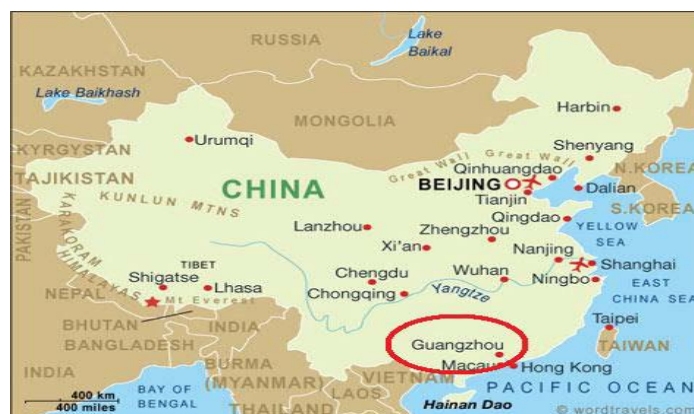 RUSSIA
Lake
Baikal
KAZAKHSTAN
Lake Baikhash
MONGOLIA
Harbin
Urumqi
KYRGYSTAN
Shenyang
Great Wall Great Wall
Qinhuangdao
N.KOREA
TAJIKISTAN
CHINA
BEIJING
Dalian
KUNLUN MTNS
Tianjin
S.KOREA
Qingdao
PAKISTAN
KARAKORAM
Lanzhou
Zhengzhou
YELLOW
SEA
Xi'an
HIMALAYAS
TIBET
Nanjing
Shanghai
Shigatse
Lhasa
Chengdu
Wuhan
Ningbo
EAST
CHINA SEA
NEPAL
Mt Everest
Chongqing
Yangtze
BHUTAN
INDIA
Taipei
BANGLADESH
Guangzhou
TAIWAN
INDIA
BURMA
(MYANMAR)
Macau
Hong Kong
VIETNAM
LAOS
PACIFIC OCEAN
400 km
400 miles
BAY OF
BENGAL
THAILAND
Hainan Dao
© wordtravels.com